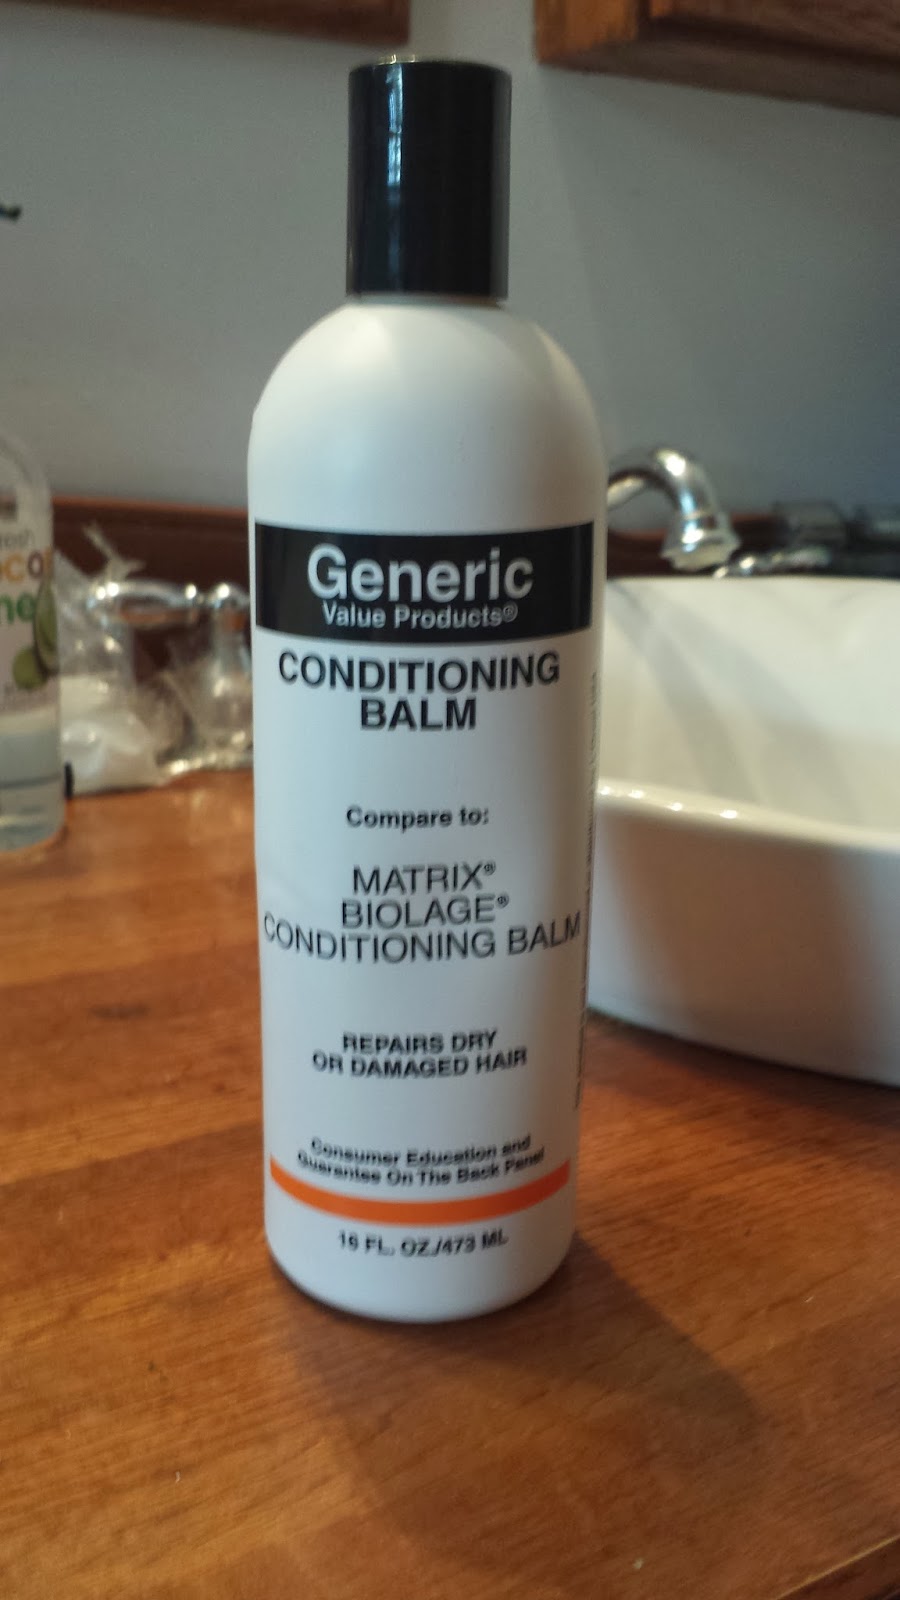 Generic
Value Products®
CONDITIONING
BALM
Compare to:
MATRIX®
BIOLAGE®
CONDITIONING BALM
REPAIRS DRY
OR DAMAGED HAIR
Consumer Education and
Guarantee On The Back Panel
16 FL. OZ./473 ML